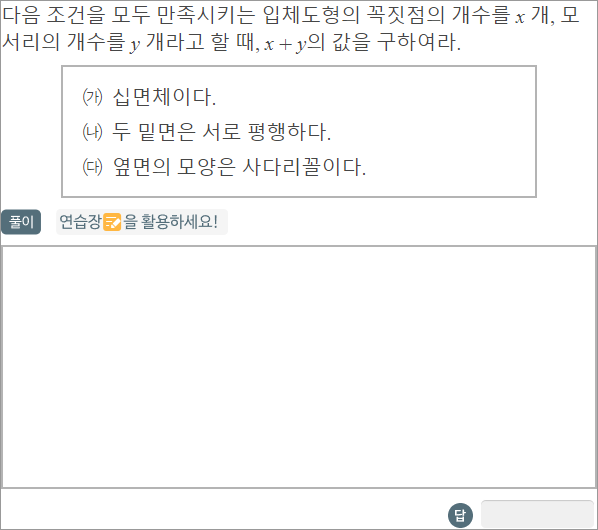 다음 조건을 모두 만족시키는 입체도형의 꼭짓점의 개수를 x 개, 모
서리의 개수를 y 개라고 할 때, x + y의 값을 구하여라.
㈎ 십면체이다.
㈏ 두 밑면은 서로 평행하다.
㈐ 옆면의 모양은 사다리꼴이다.
풀이 연습장을 활용하세요!
답